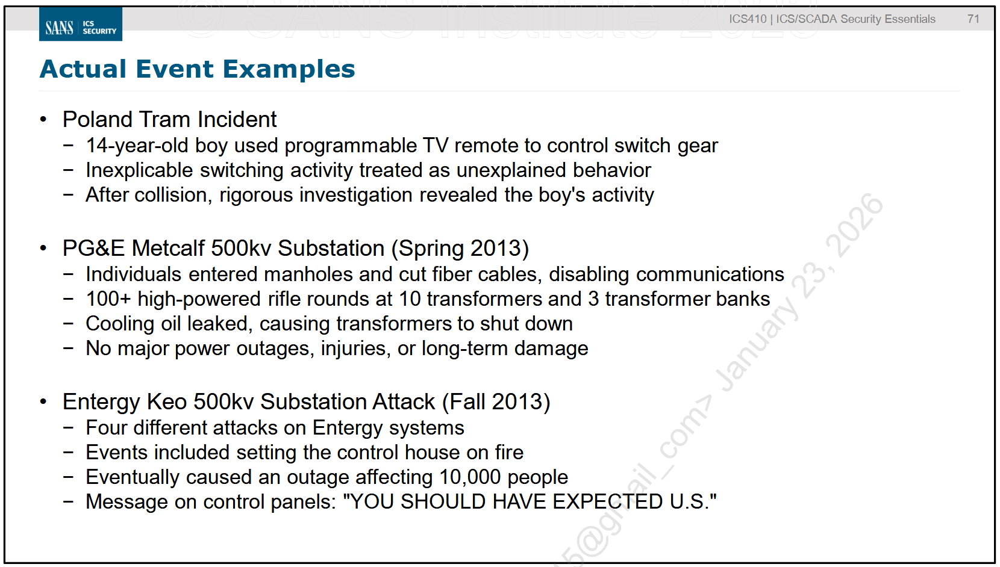 © SANS Institute 2026
SANS ICS SECURITY
ICS410 | ICS/SCADA Security Essentials 71
Actual Event Examples
• Poland Tram Incident
− 14-year-old boy used programmable TV remote to control switch gear
− Inexplicable switching activity treated as unexplained behavior
− After collision, rigorous investigation revealed the boy's activity
• PG&E Metcalf 500kv Substation (Spring 2013)
− Individuals entered manholes and cut fiber cables, disabling communications
− 100+ high-powered rifle rounds at 10 transformers and 3 transformer banks
− Cooling oil leaked, causing transformers to shut down
− No major power outages, injuries, or long-term damage
• Entergy Keo 500kv Substation Attack (Fall 2013)
− Four different attacks on Entergy systems
− Events included setting the control house on fire
− Eventually caused an outage affecting 10,000 people
− Message on control panels: "YOU SHOULD HAVE EXPECTED U.S."
5@gmail_com> January 23, 2026